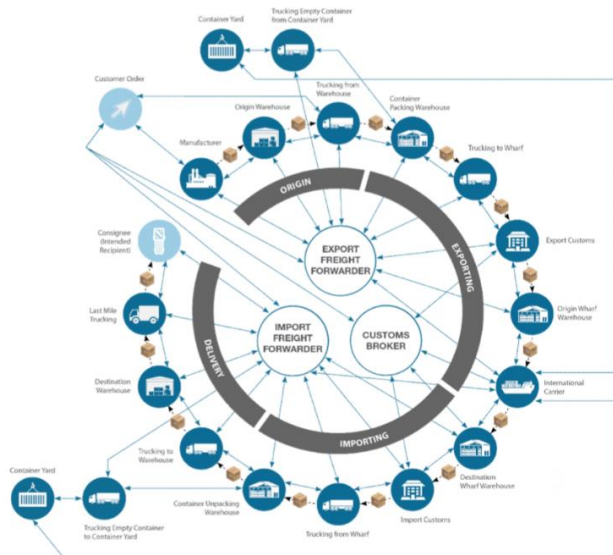 Container Yard
Trucking Empty Container
from Container Yard
Customer Order
Origin Warehouse
Trucking from
Warehouse
Container
Packing Warehouse
Manufacturer
Trucking to Wharf
ORIGIN
EXPORTING
Consignee
(Intended
Recipient)
EXPORT
FREIGHT
FORWARDER
Export Customs
Last Mile
Trucking
IMPORT
FREIGHT
FORWARDER
CUSTOMS
BROKER
Origin Wharf
Warehouse
DELIVERY
Destination
Warehouse
International
Carrier
IMPORTING
Trucking to
Warehouse
Destination
Wharf Warehouse
Container Yard
Container Unpacking
Warehouse
Import Customs
Trucking Empty Container
to Container Yard
Trucking from Wharf